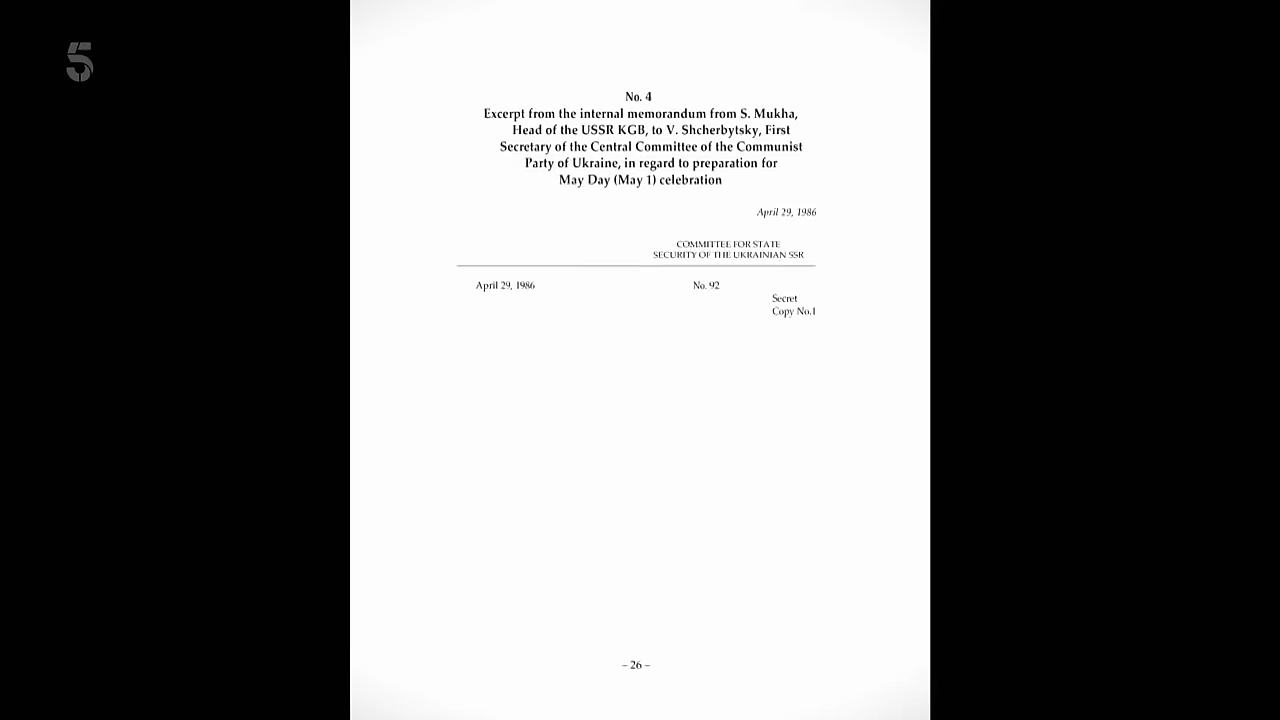 5
No. 4
Excerpt from the internal memorandum from S. Mukha,
Head of the USSR KGB, to V. Shcherbytsky, First
Secretary of the Central Committee of the Communist
Party of Ukraine, in regard to preparation for
May Day (May 1) celebration
April 29, 1986
COMMITTEE FOR STATE
SECURITY OF THE UKRAINIAN SSR
April 29, 1986 No. 92
Secret
Copy No.1
– 26 –